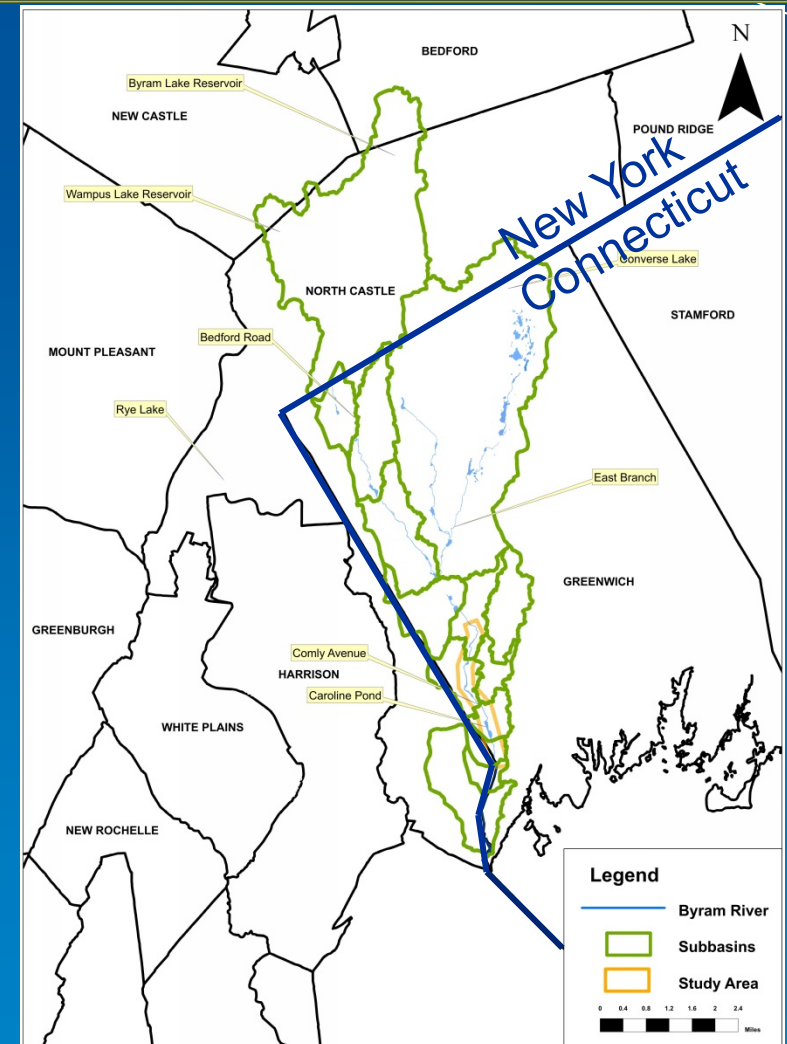 N
BEDFORD
Byram Lake Reservoir
NEW CASTLE
POUND RIDGE
New York
Connecticut
Wampus Lake Reservoir
Converse Lake
NORTH CASTLE
STAMFORD
Bedford Road
MOUNT PLEASANT
Rye Lake
East Branch
GREENWICH
GREENBURGH
Comly Avenue
HARRISON
Caroline Pond
WHITE PLAINS
NEW ROCHELLE
Legend
Byram River
Subbasins
Study Area
0 0.4 0.8 1.2 1.6 2 2.4
Miles